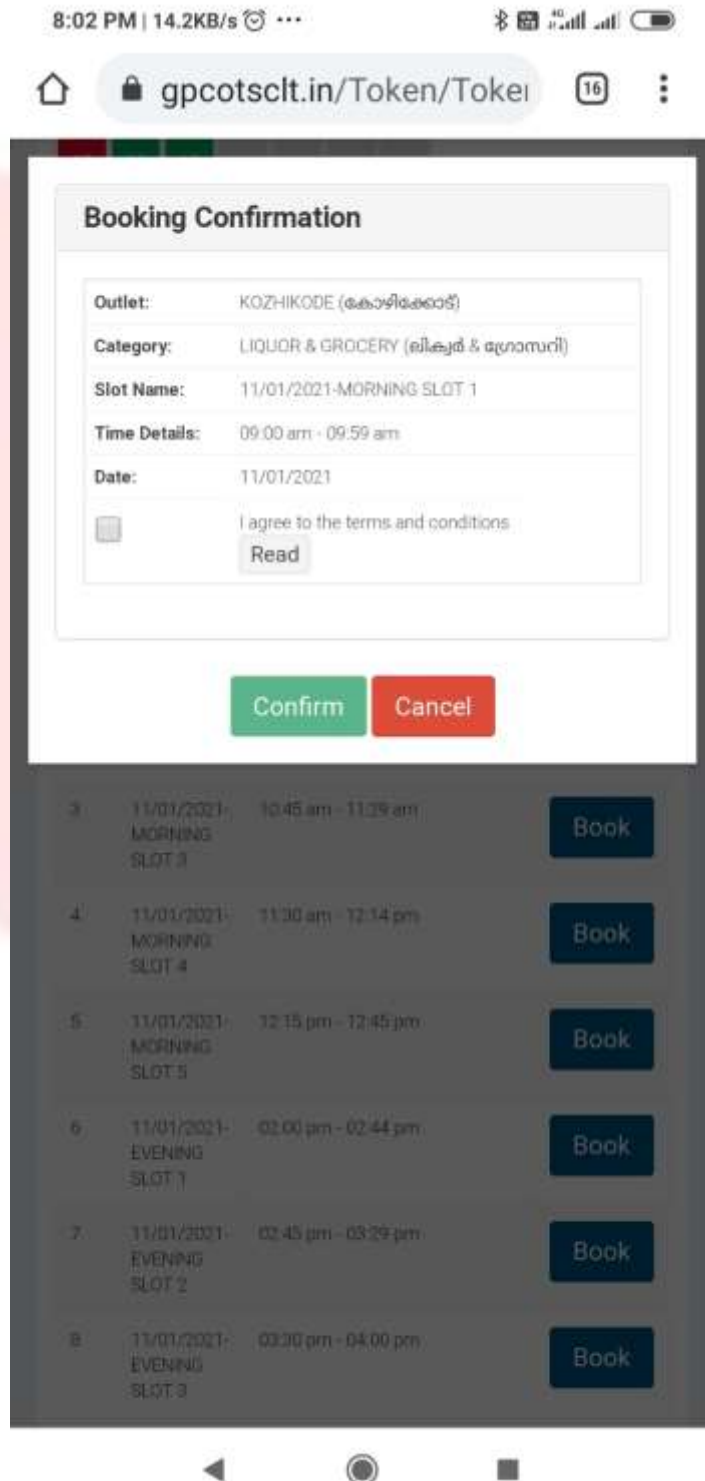 8:02 PM | 14.2KB/s
gpcotsclt.in/Token/Token
16
Booking Confirmation
Outlet: KOZHIKODE (കോഴിക്കോട്)
Category: LIQUOR & GROCERY (ലിക്വർ & ഗ്രോസറി)
Slot Name: 11/01/2021-MORNING SLOT 1
Time Details: 09:00 am - 09:59 am
Date: 11/01/2021
I agree to the terms and conditions
Read
Confirm Cancel
3 11/01/2021- 10:45 am - 11:29 am
MORNING Book
SLOT 3
4 11/01/2021- 11:30 am - 12:14 pm
MORNING Book
SLOT 4
5 11/01/2021- 12:15 pm - 12:45 pm
MORNING Book
SLOT 5
6 11/01/2021- 02:00 pm - 02:44 pm
EVENING Book
SLOT 1
7 11/01/2021- 02:45 pm - 03:29 pm
EVENING Book
SLOT 2
8 11/01/2021- 03:30 pm - 04:00 pm
EVENING Book
SLOT 3